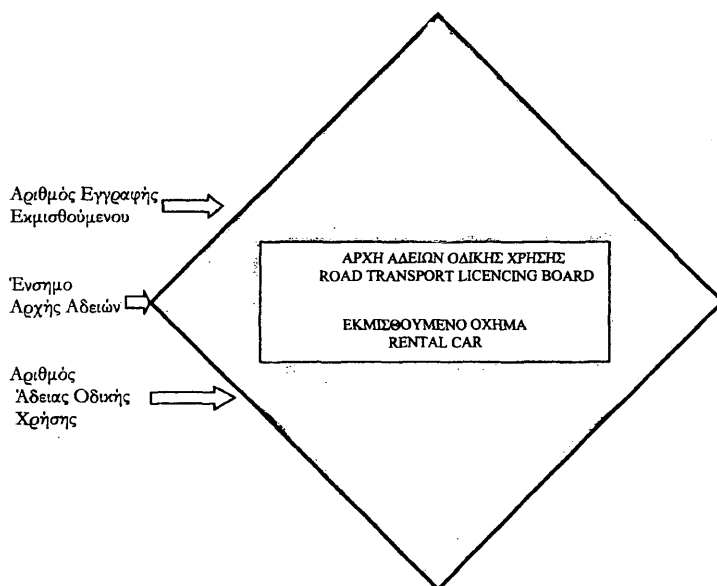 Αριθμός Εγγραφής
Εκμισθούμενου
ΑΡΧΗ ΑΔΕΙΩΝ ΟΔΙΚΗΣ ΧΡΗΣΗΣ
ROAD TRANSPORT LICENCING BOARD
Ένσημο
Αρχής Αδειών
ΕΚΜΙΣΘΟΥΜΕΝΟ ΟΧΗΜΑ
RENTAL CAR
Αριθμός
Άδειας Οδικής
Χρήσης